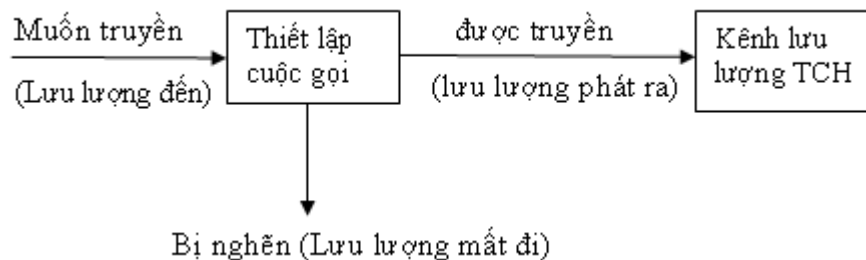 Muốn truyền
(Lưu lượng đến)
Thiết lập
cuộc gọi
được truyền
(lưu lượng phát ra)
Kênh lưu
lượng TCH
Bị nghẽn (Lưu lượng mất đi)